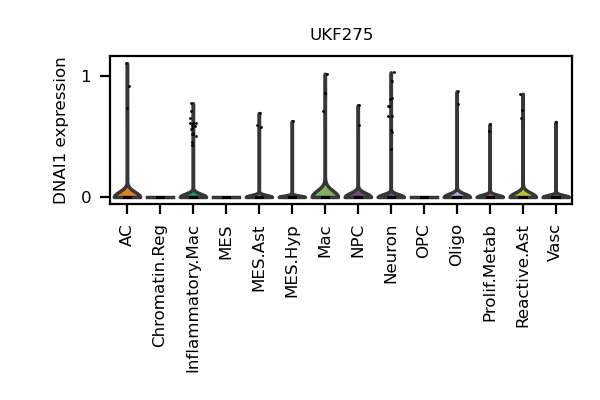 UKF275
DNAI1 expression
1
0
AC
Chromatin.Reg
Inflammatory.Mac
MES
MES.Ast
MES.Hyp
Mac
NPC
Neuron
OPC
Oligo
Prolif.Metab
Reactive.Ast
Vasc